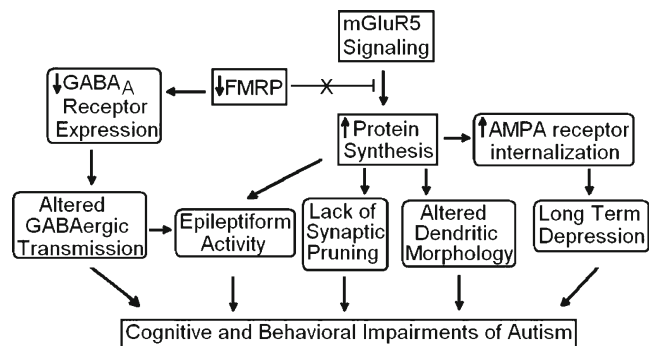 mGluR5
Signaling
↓GABAA
Receptor
Expression
↓FMRP
X
↑Protein
Synthesis
↑AMPA receptor
internalization
Altered
GABAergic
Transmission
Epileptiform
Activity
Lack of
Synaptic
Pruning
Altered
Dendritic
Morphology
Long Term
Depression
Cognitive and Behavioral Impairments of Autism